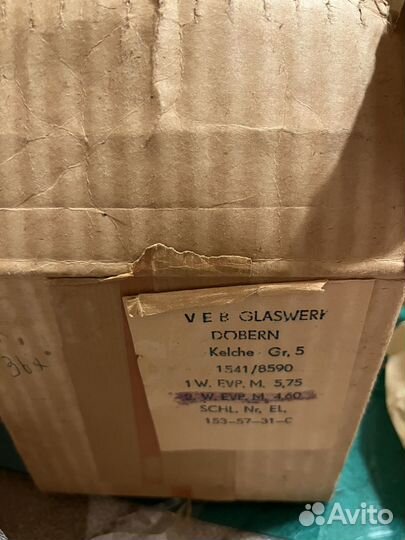 V E B GLASWERK
DÖBERN
Kelche Gr, 5
1541/8590
1 W. EVP, M. 5,75
2. W. EVP, M, 4,60
SCHL. Nr, EL,
153-57-31-C
36+
Avito